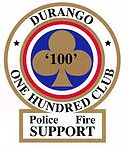 DURANGO
'100'
ONE HUNDRED CLUB
Police Fire
SUPPORT